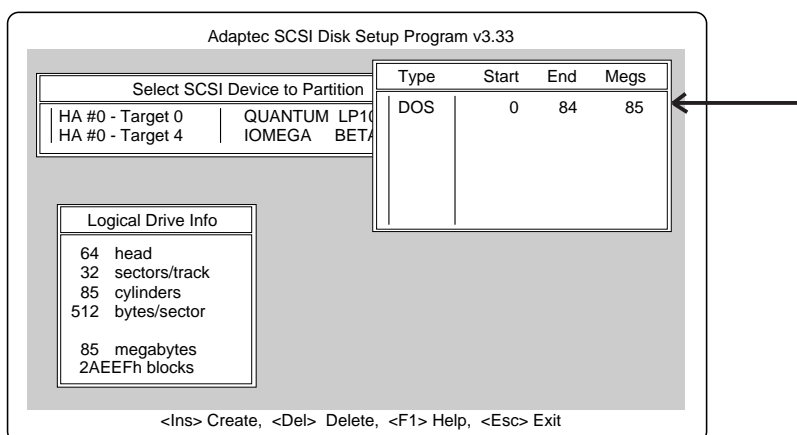 Adaptec SCSI Disk Setup Program v3.33
Select SCSI Device to Partition
HA #0 - Target 0 QUANTUM LP10
HA #0 - Target 4 IOMEGA BETA
Type Start End Megs
DOS 0 84 85
Logical Drive Info
64 head
32 sectors/track
85 cylinders
512 bytes/sector
85 megabytes
2AEEFh blocks
<Ins> Create, <Del> Delete, <F1> Help, <Esc> Exit